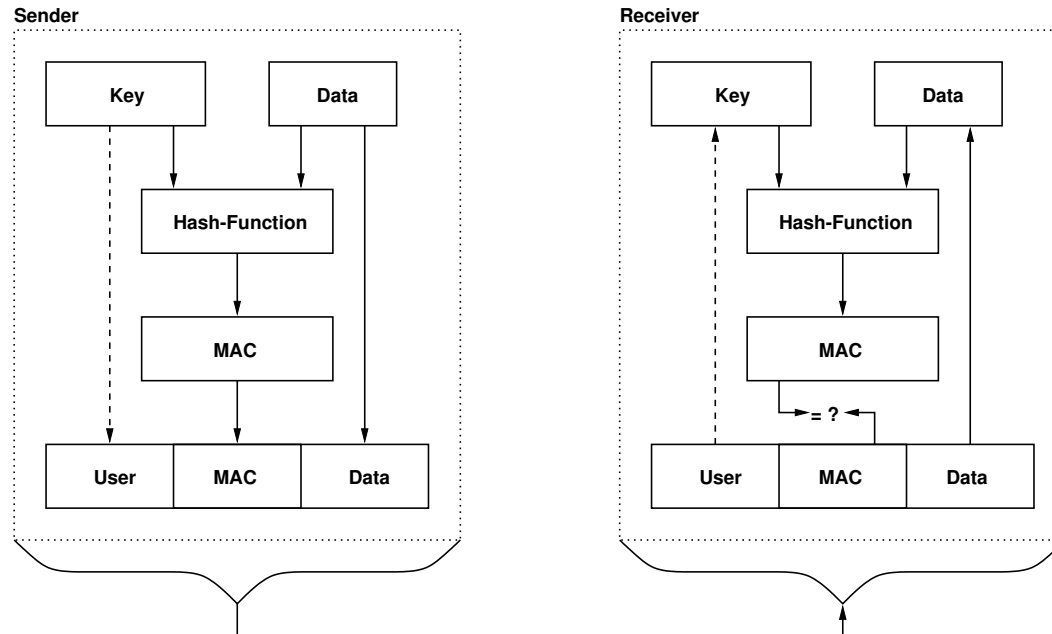 Sender
Key
Data
Hash-Function
MAC
User
MAC
Data
Receiver
Key
Data
Hash-Function
MAC
= ?
User
MAC
Data